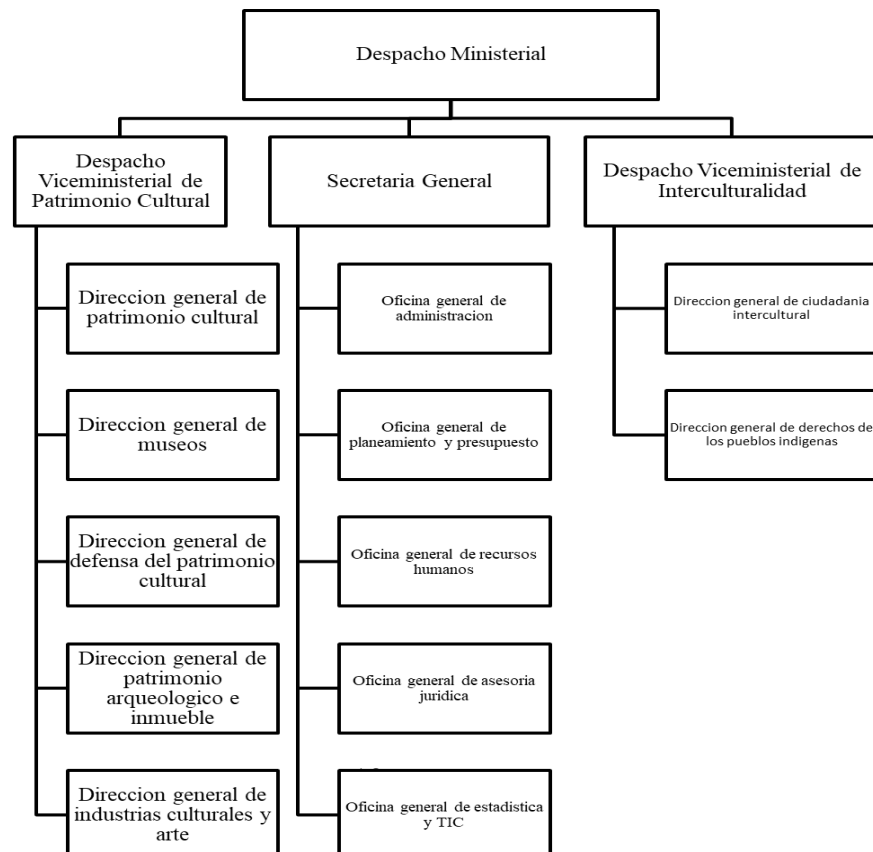 Despacho Ministerial
Despacho
Viceministerial de
Patrimonio Cultural
Secretaria General
Despacho Viceministerial de
Interculturalidad
Direccion general de
patrimonio cultural
Direccion general de
museos
Direccion general de
defensa del patrimonio
cultural
Direccion general de
patrimonio
arqueologico e
inmueble
Direccion general de
industrias culturales y
arte
Oficina general de
administracion
Oficina general de
planeamiento y presupuesto
Oficina general de recursos
humanos
Oficina general de asesoria
juridica
Oficina general de estadistica
y TIC
Direccion general de ciudadania
intercultural
Direccion general de derechos de
los pueblos indigenas